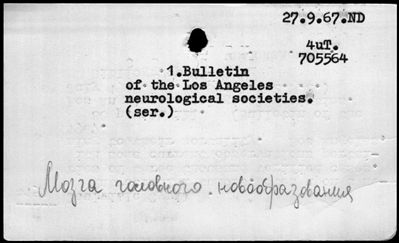 27.9.67.ND
4uT.
705564
1.Bulletin
of the Los Angeles
neurological societies.
(ser.)
Мозга головного новообразования